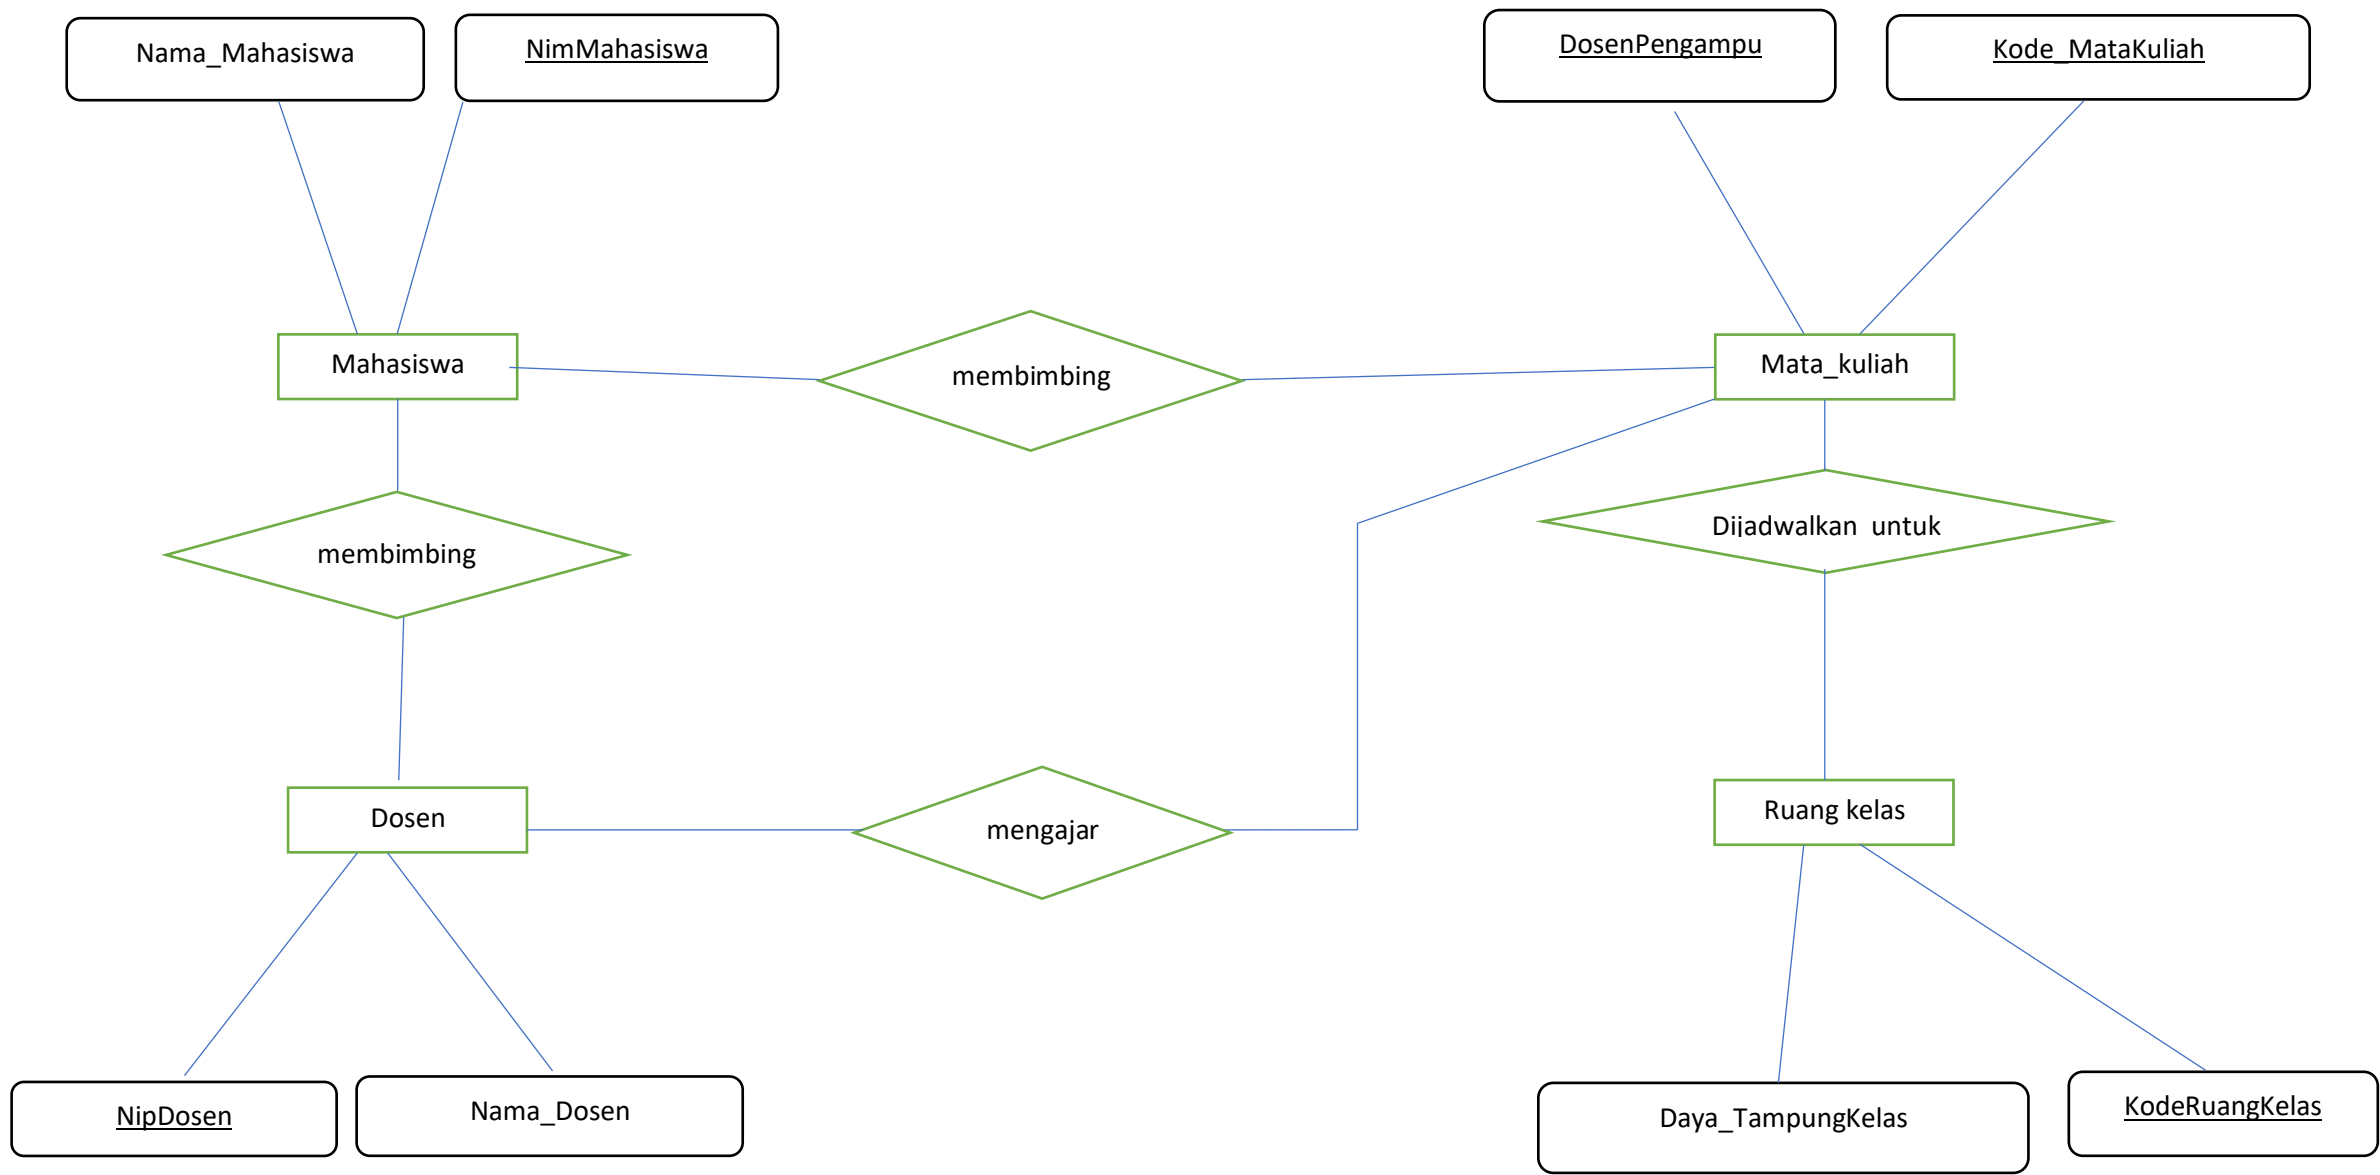 Nama_Mahasiswa
NimMahasiswa
DosenPengampu
Kode_MataKuliah
Mahasiswa
membimbing
Mata_kuliah
membimbing
Dijadwalkan untuk
Dosen
mengajar
Ruang kelas
NipDosen
Nama_Dosen
Daya_TampungKelas
KodeRuangKelas